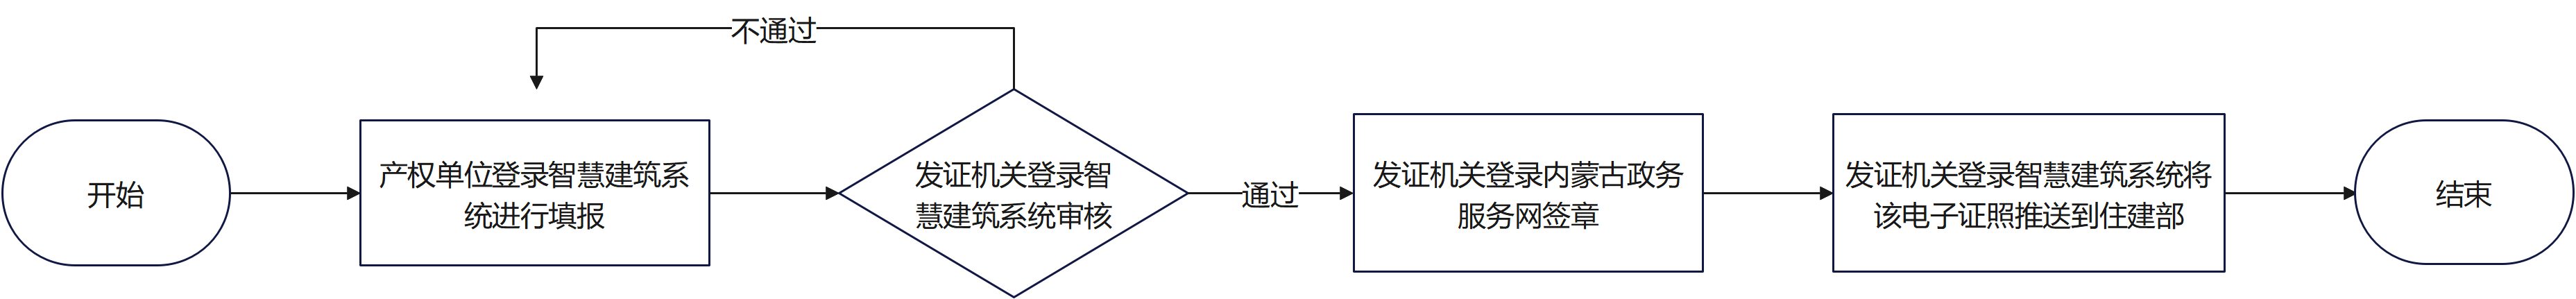 不通过
开始
产权单位登录智慧建筑系
统进行填报
发证机关登录智
慧建筑系统审核
通过
发证机关登录内蒙古政务
服务网签章
发证机关登录智慧建筑系统将
该电子证照推送到住建部
结束